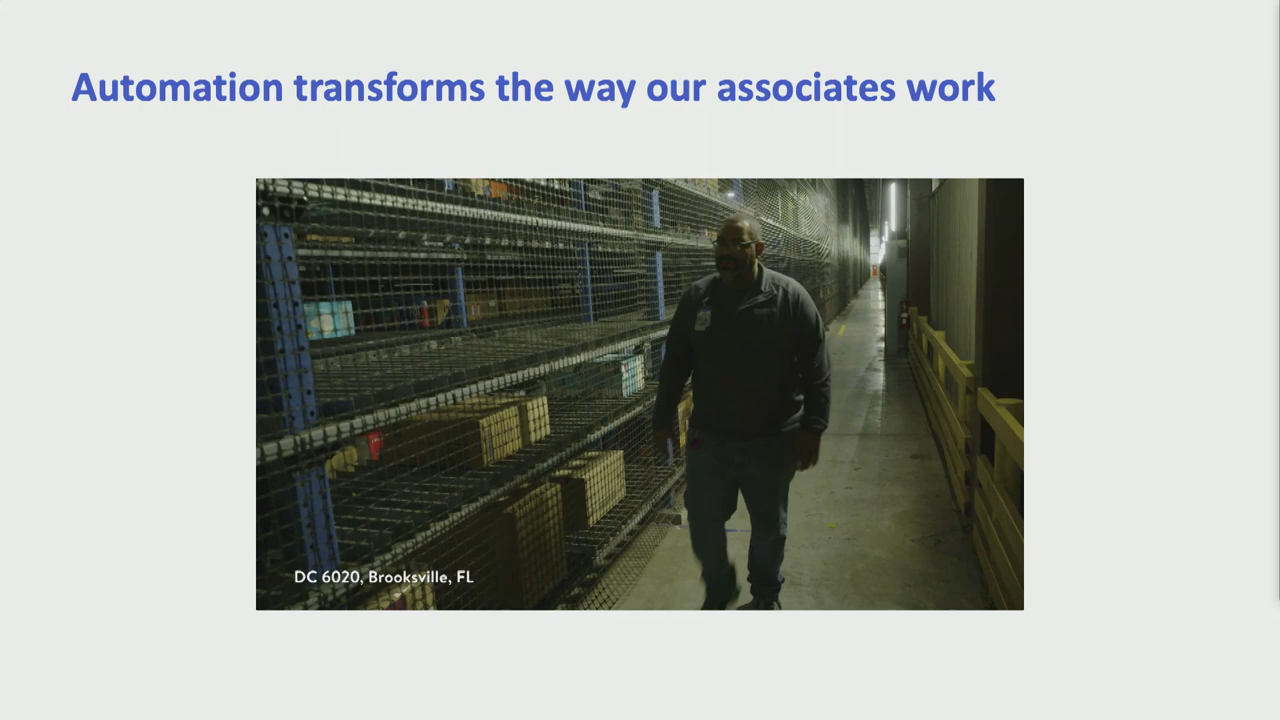 Automation transforms the way our associates work
DC 6020, Brooksville, FL